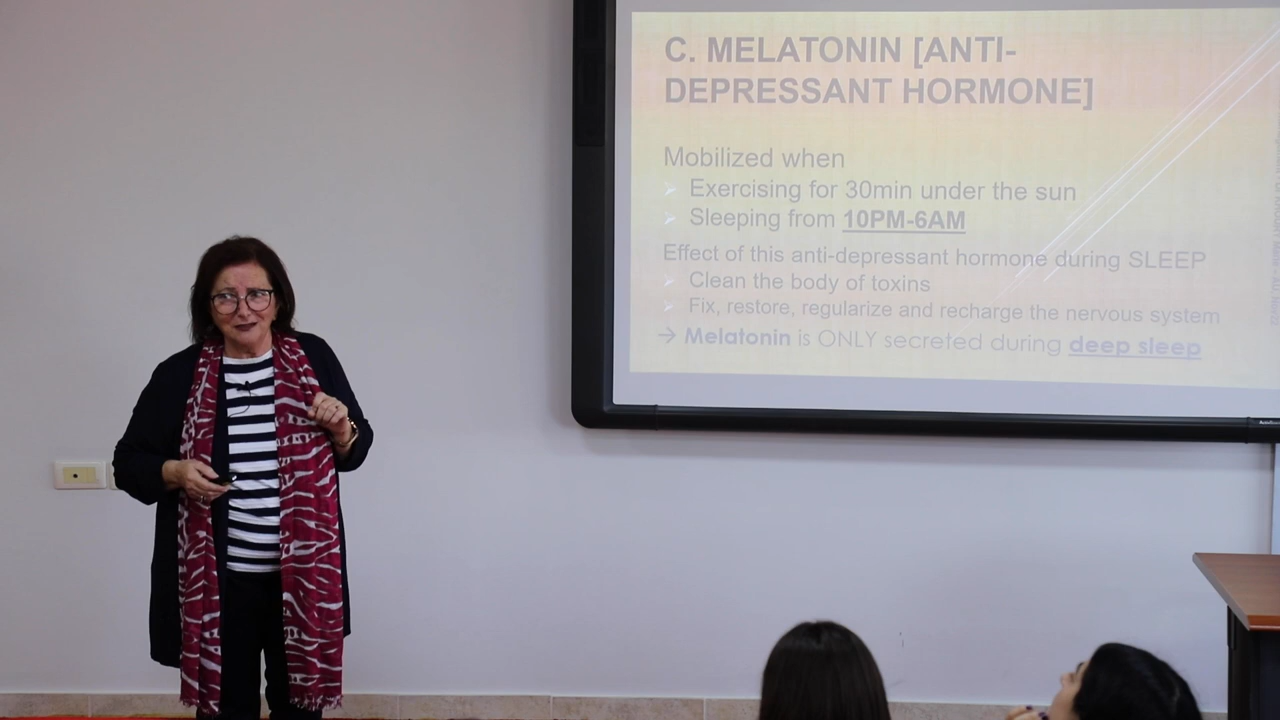 C. MELATONIN [ANTI-
DEPRESSANT HORMONE]
Mobilized when
Exercising for 30min under the sun
Sleeping from 10PM-6AM
Effect of this anti-depressant hormone during SLEEP
Clean the body of toxins
Fix, restore, regularize and recharge the nervous system
→ Melatonin is ONLY secreted during deep sleep